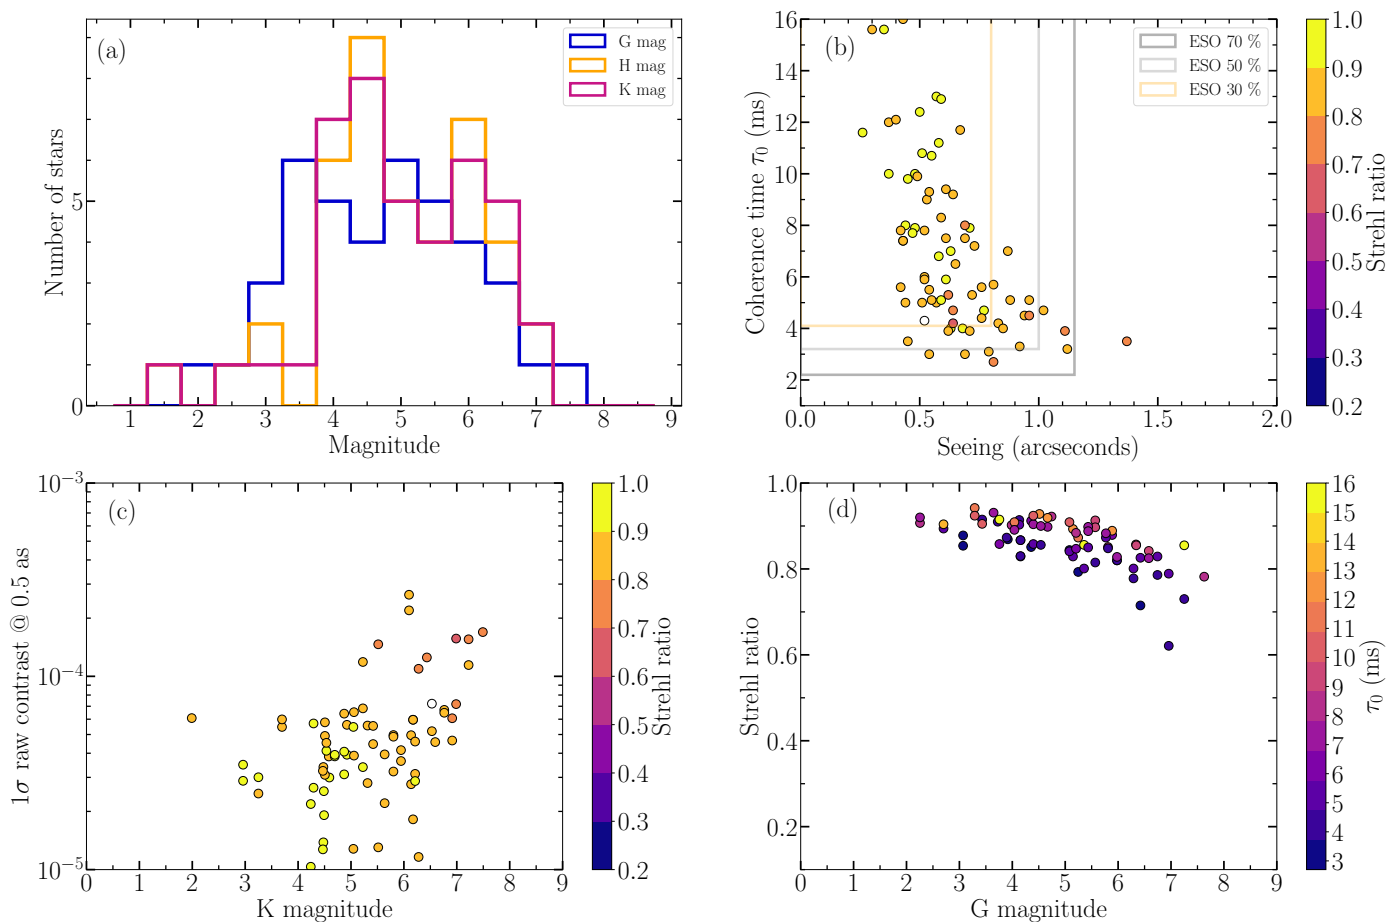 (a)
G mag
H mag
K mag
Number of stars
5
0
1 2 3 4 5 6 7 8 9
Magnitude
(b)
ESO 70 %
ESO 50 %
ESO 30 %
Coherence time τ₀ (ms)
16
14
12
10
8
6
4
2
0.0 0.5 1.0 1.5 2.0
Seeing (arcseconds)
1.0
0.9
0.8
0.7
0.6
0.5
0.4
0.3
0.2
Strehl ratio
(c)
1σ raw contrast @ 0.5 as
10⁻³
10⁻⁴
10⁻⁵
0 1 2 3 4 5 6 7 8 9
K magnitude
1.0
0.9
0.8
0.7
0.6
0.5
0.4
0.3
0.2
Strehl ratio
(d)
Strehl ratio
1.0
0.8
0.6
0.4
0.2
0 1 2 3 4 5 6 7 8 9
G magnitude
16
15
14
13
12
11
10
9
8
7
6
5
4
3
τ₀ (ms)